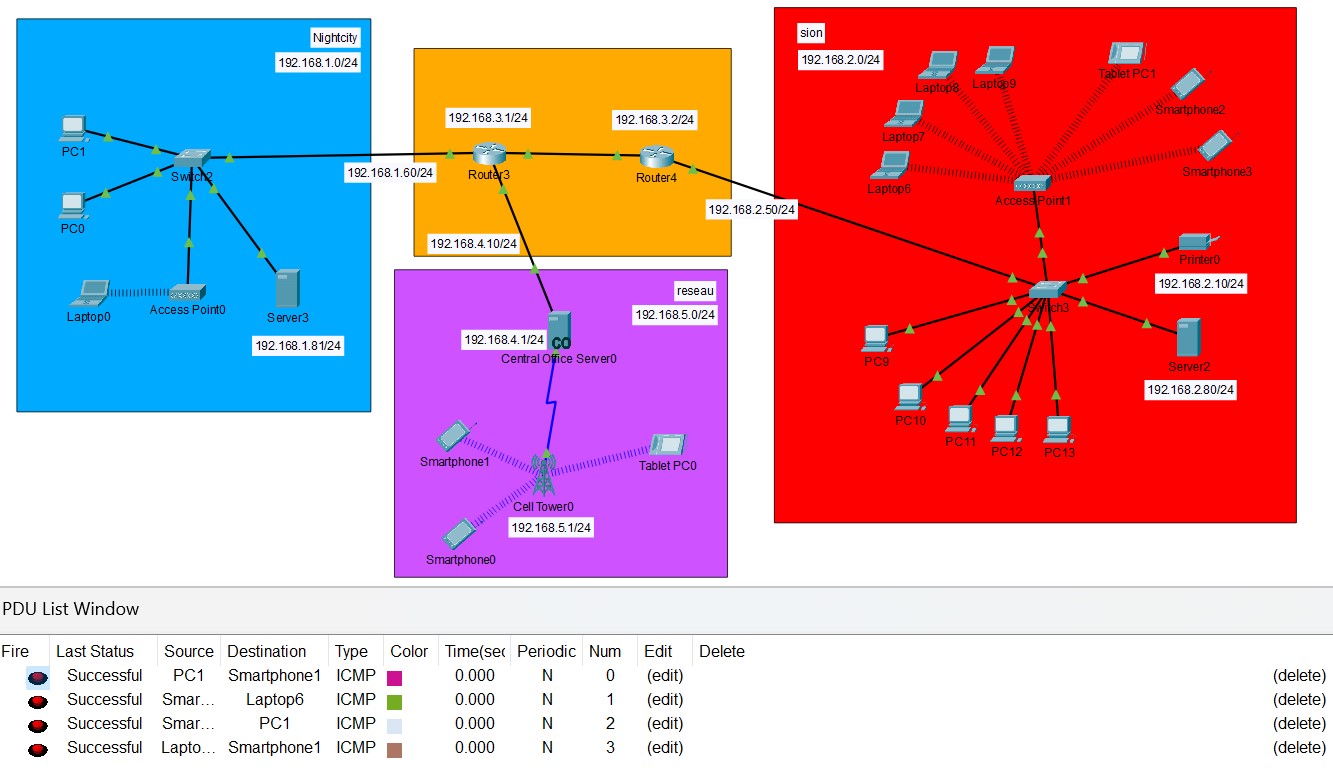 Nightcity
192.168.1.0/24
PC1
Switch2
PC0
Laptop0
Access Point0
Server3
192.168.1.81/24
192.168.3.1/24
192.168.3.2/24
Router3
Router4
192.168.1.60/24
192.168.2.50/24
192.168.4.10/24
reseau
192.168.5.0/24
192.168.4.1/24
CO
Central Office Server0
Smartphone1
Tablet PC0
Cell Tower0
192.168.5.1/24
Smartphone0
sion
192.168.2.0/24
Laptop8
Laptop9
Tablet PC1
Smartphone2
Laptop7
Smartphone3
Laptop6
Access Point1
Printer0
192.168.2.10/24
Switch3
PC9
Server2
192.168.2.80/24
PC10
PC11
PC12
PC13
PDU List Window
Fire Last Status Source Destination Type Color Time(sec Periodic Num Edit Delete
Successful PC1 Smartphone1 ICMP 0.000 N 0 (edit) (delete)
Successful Smar... Laptop6 ICMP 0.000 N 1 (edit) (delete)
Successful Smar... PC1 ICMP 0.000 N 2 (edit) (delete)
Successful Lapto... Smartphone1 ICMP 0.000 N 3 (edit) (delete)